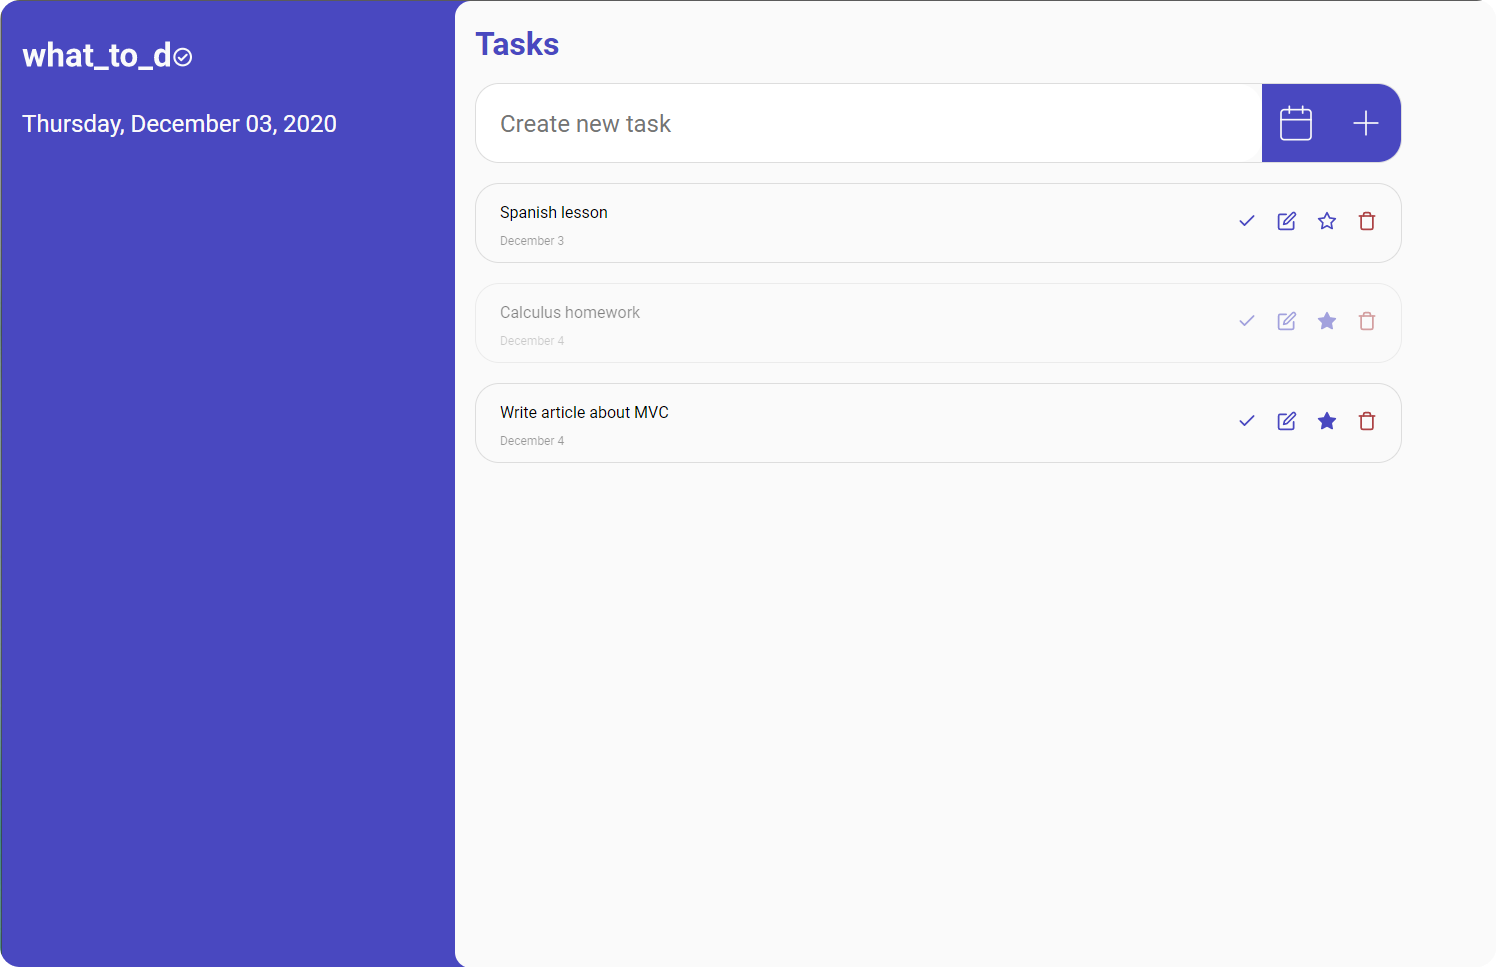 what_to_d
Thursday, December 03, 2020
Tasks
Create new task
Spanish lesson
December 3
Calculus homework
December 4
Write article about MVC
December 4